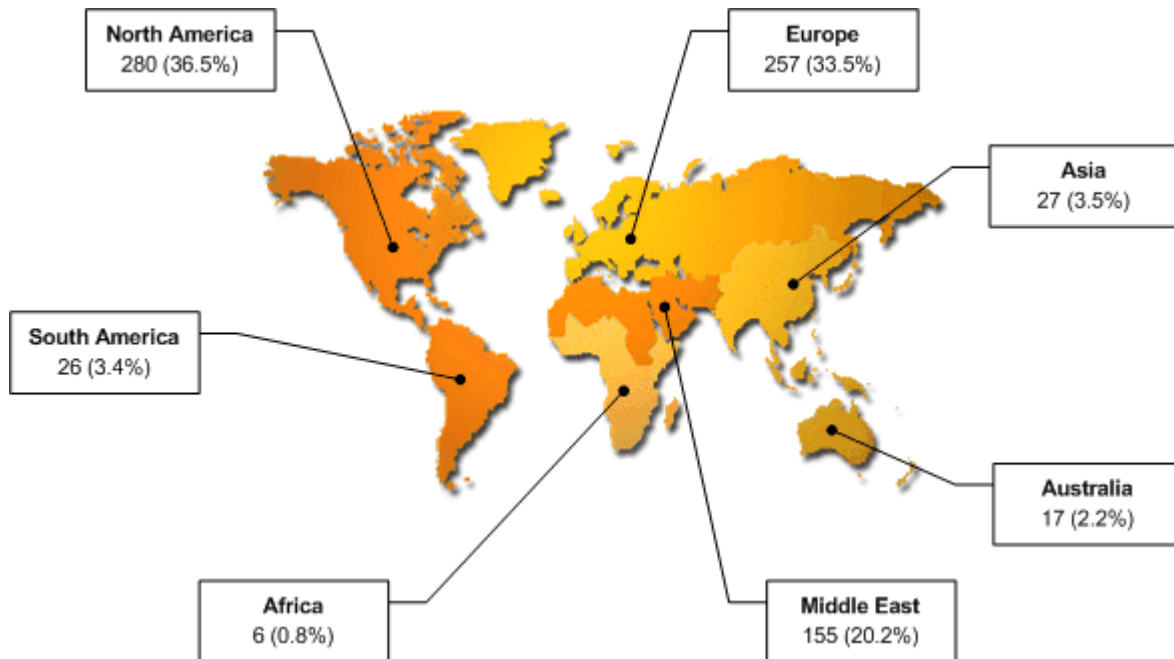 North America
280 (36.5%)
Europe
257 (33.5%)
Asia
27 (3.5%)
South America
26 (3.4%)
Australia
17 (2.2%)
Africa
6 (0.8%)
Middle East
155 (20.2%)